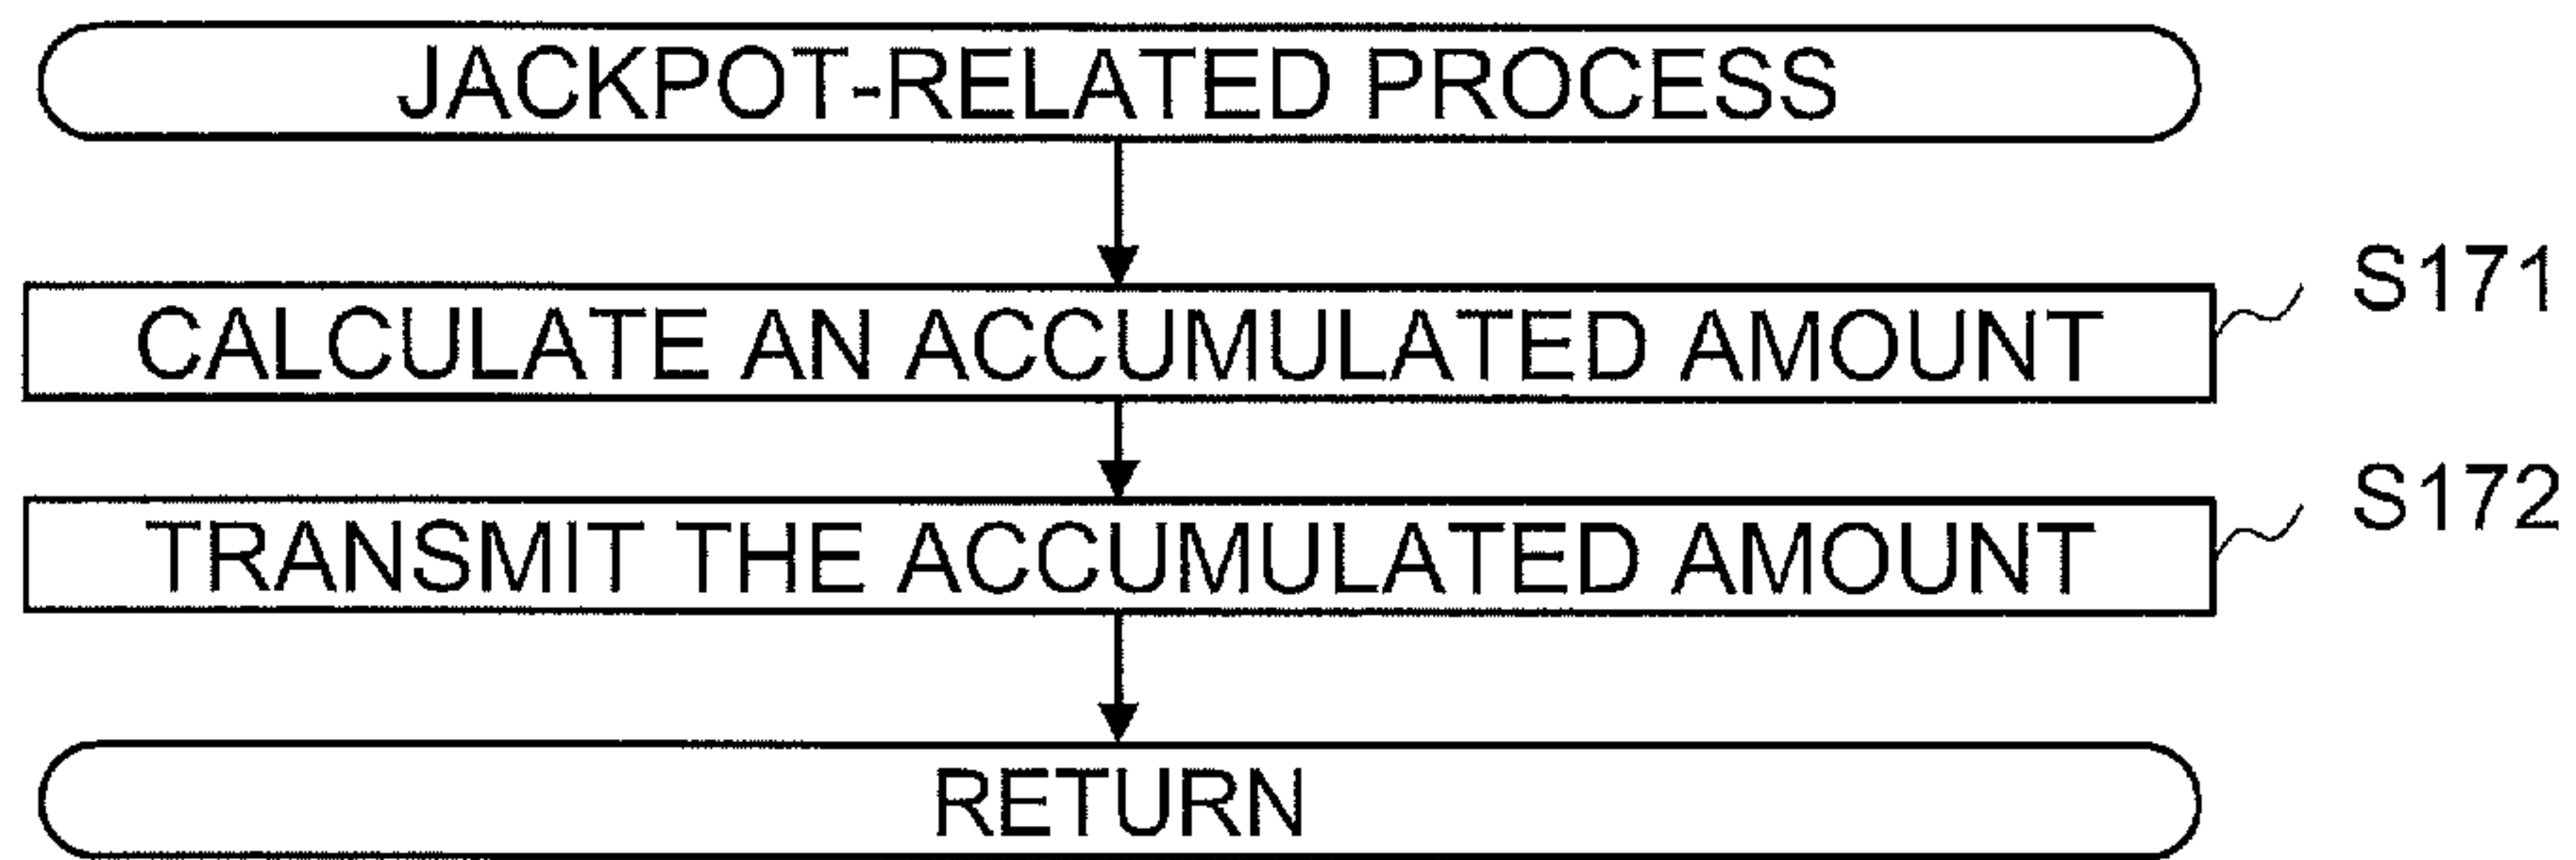 JACKPOT-RELATED PROCESS
S171
CALCULATE AN ACCUMULATED AMOUNT
S172
TRANSMIT THE ACCUMULATED AMOUNT
RETURN